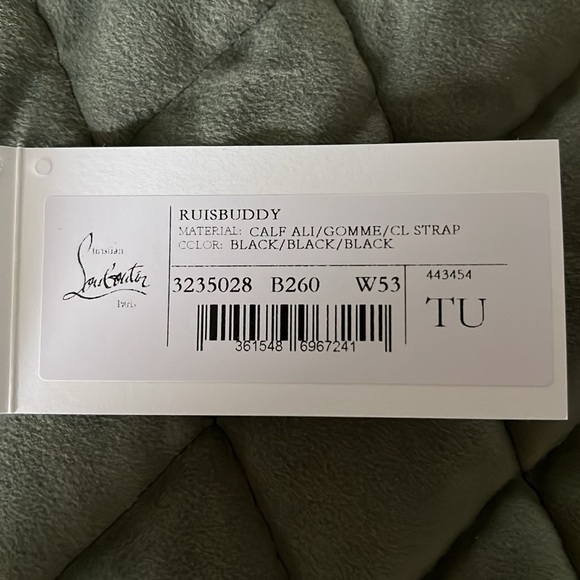 Louboutin
Paris
RUISBUDDY
MATERIAL: CALF ALI/GOMME/CL STRAP
COLOR: BLACK/BLACK/BLACK
3235028 B260 W53
443454
TU
361548 6967241